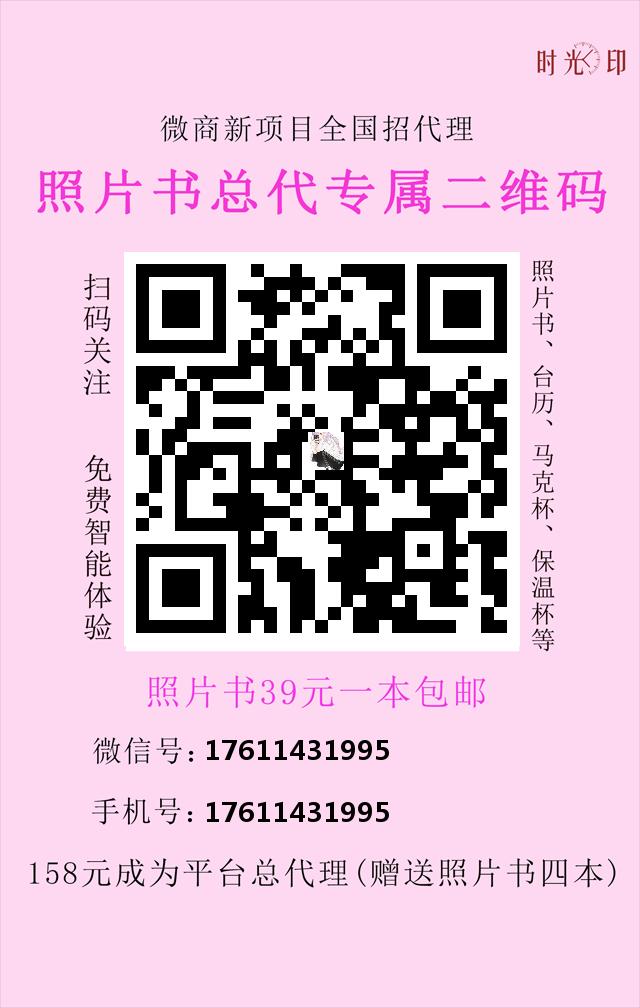 时光印
微商新项目全国招代理
照片书总代专属二维码
扫码关注 免费智能体验
照片书、台历、马克杯、保温杯等
照片书39元一本包邮
微信号: 17611431995
手机号: 17611431995
158元成为平台总代理(赠送照片书四本)